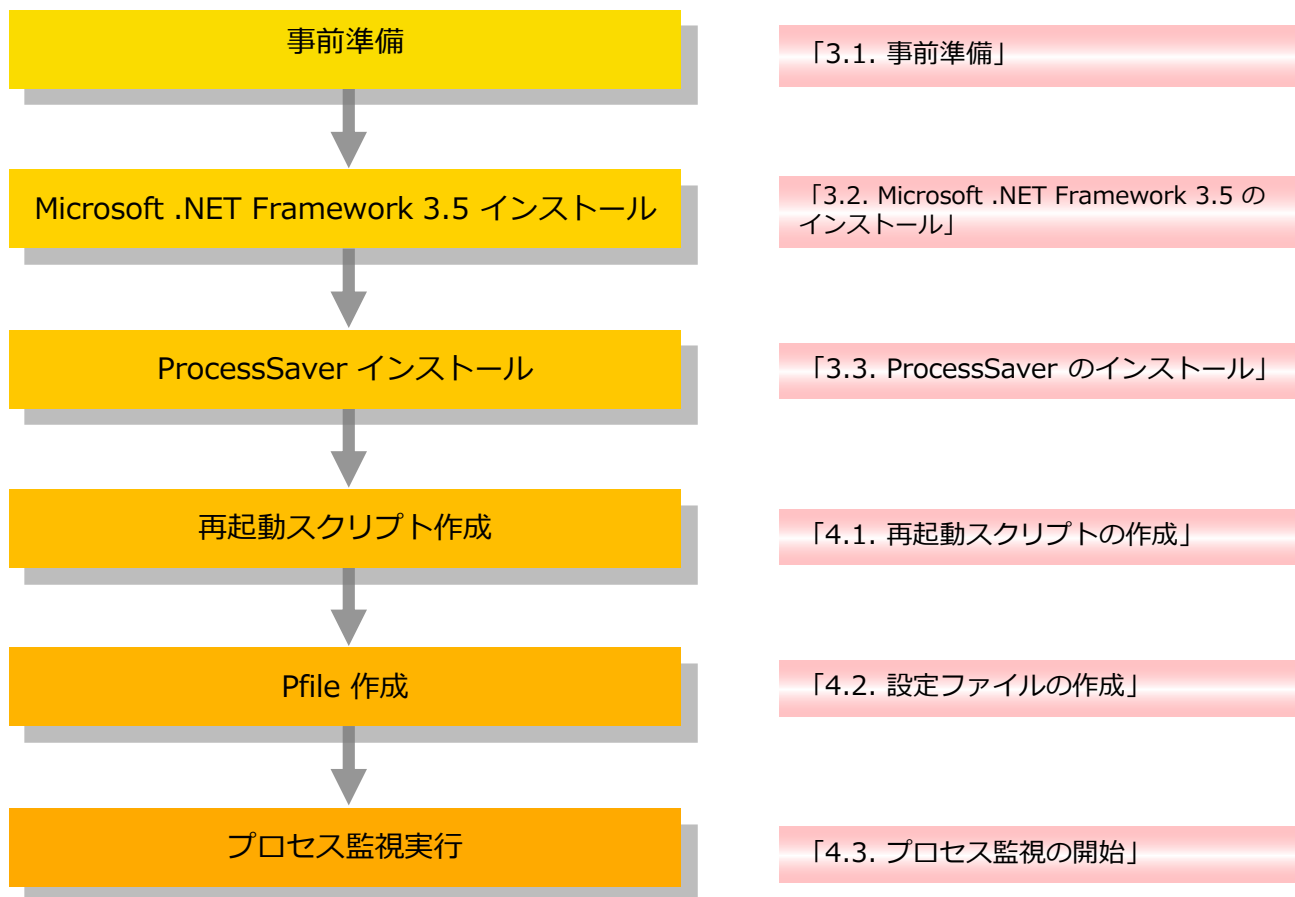 事前準備
「3.1. 事前準備」
Microsoft .NET Framework 3.5 インストール
「3.2. Microsoft .NET Framework 3.5 の
インストール」
ProcessSaver インストール
「3.3. ProcessSaver のインストール」
再起動スクリプト作成
「4.1. 再起動スクリプトの作成」
Pfile 作成
「4.2. 設定ファイルの作成」
プロセス監視実行
「4.3. プロセス監視の開始」